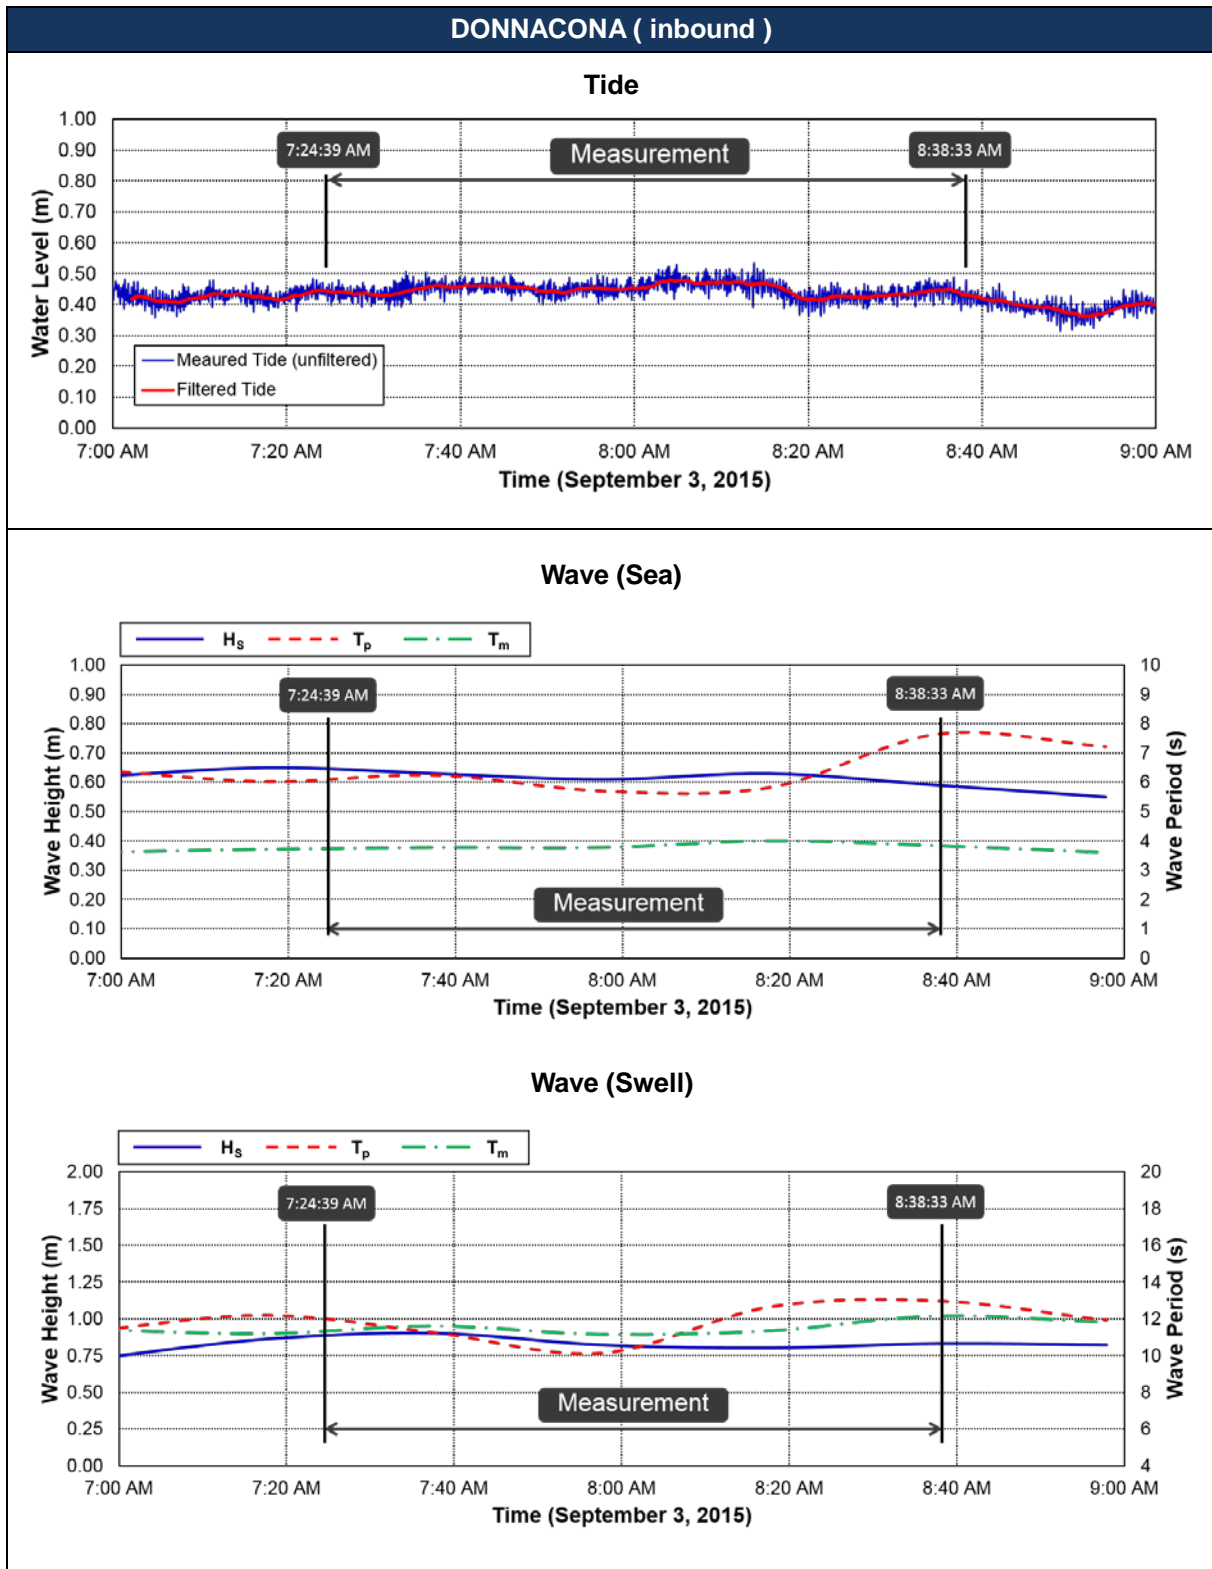 DONNACONA ( inbound )
Tide
1.00
0.90
0.80
0.70
0.60
0.50
0.40
0.30
0.20
0.10
0.00
Water Level (m)
7:24:39 AM
Measurement
8:38:33 AM
Meaured Tide (unfiltered)
Filtered Tide
7:00 AM 7:20 AM 7:40 AM 8:00 AM 8:20 AM 8:40 AM 9:00 AM
Time (September 3, 2015)
Wave (Sea)
Hs Tp Tm
1.00
0.90
0.80
0.70
0.60
0.50
0.40
0.30
0.20
0.10
0.00
Wave Height (m)
7:24:39 AM
8:38:33 AM
Measurement
10
9
8
7
6
5
4
3
2
1
0
Wave Period (s)
7:00 AM 7:20 AM 7:40 AM 8:00 AM 8:20 AM 8:40 AM 9:00 AM
Time (September 3, 2015)
Wave (Swell)
Hs Tp Tm
2.00
1.75
1.50
1.25
1.00
0.75
0.50
0.25
0.00
Wave Height (m)
7:24:39 AM
8:38:33 AM
Measurement
20
18
16
14
12
10
8
6
4
Wave Period (s)
7:00 AM 7:20 AM 7:40 AM 8:00 AM 8:20 AM 8:40 AM 9:00 AM
Time (September 3, 2015)